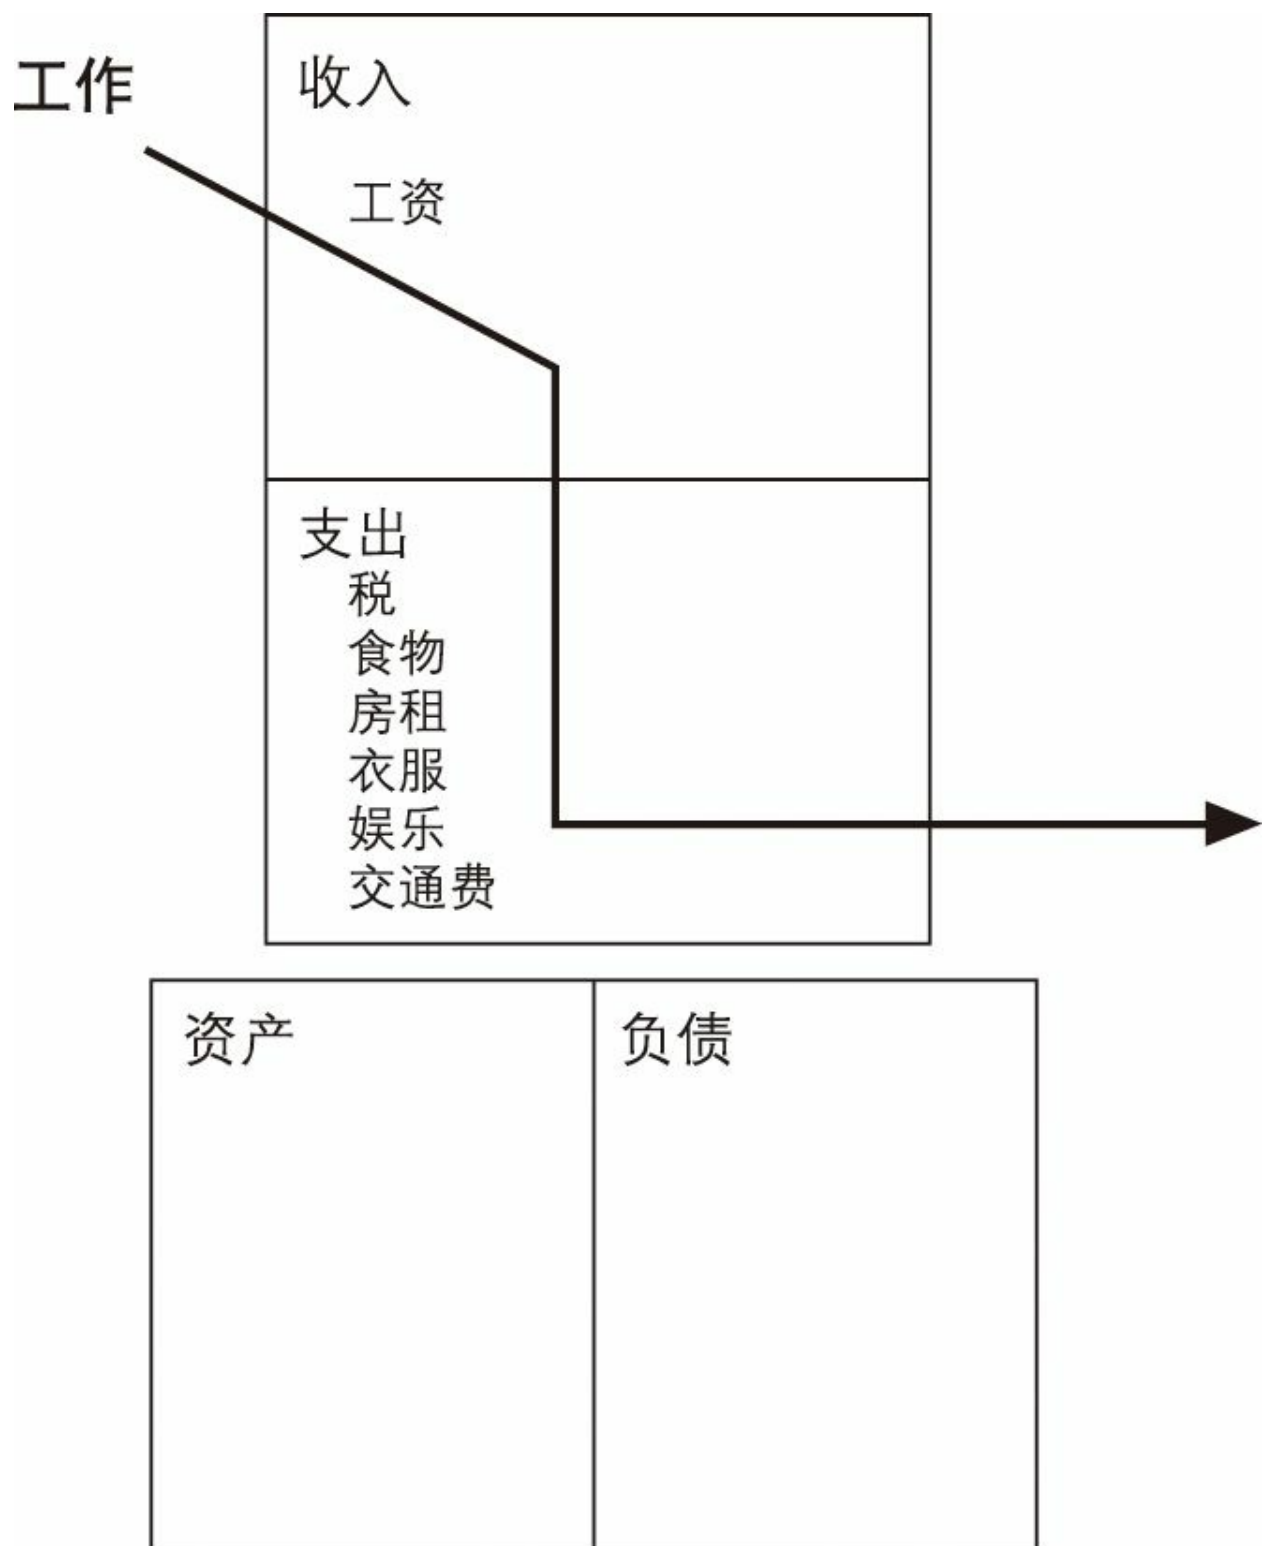 工作
收入
工资
支出
税
食物
房租
衣服
娱乐
交通费
资产
负债